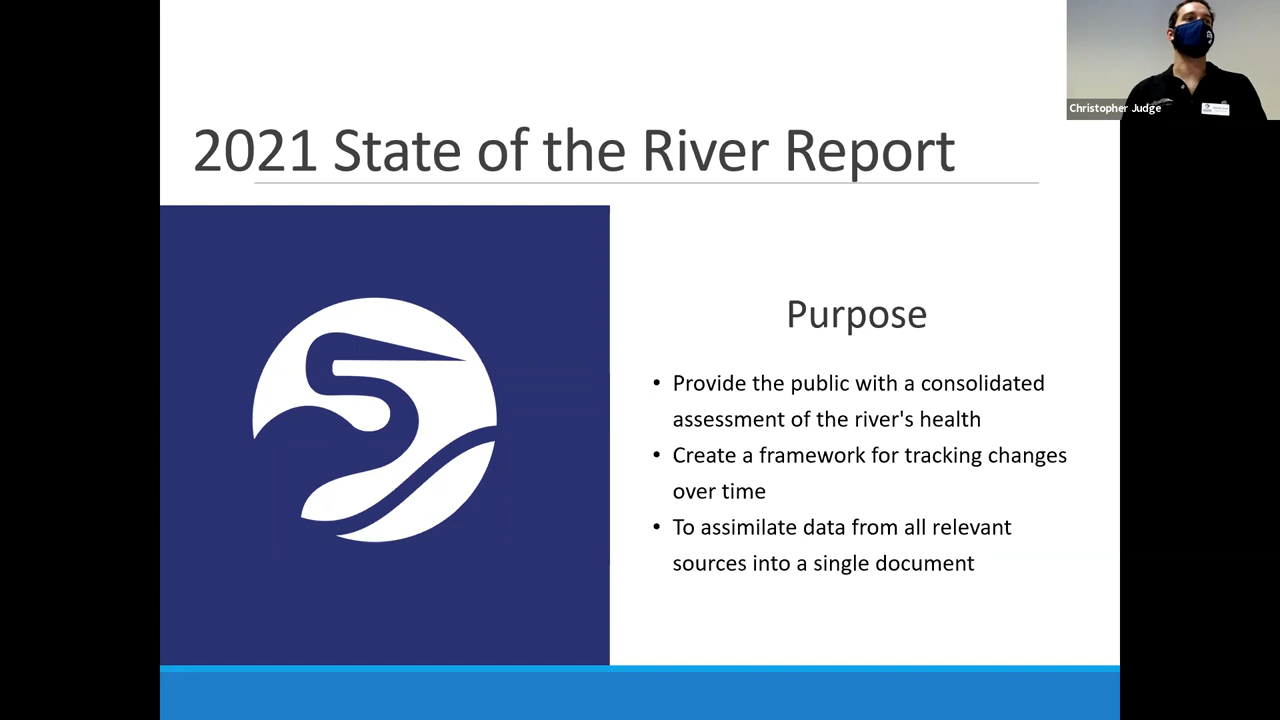 2021 State of the River Report
Christopher Judge
Purpose
• Provide the public with a consolidated
assessment of the river's health
• Create a framework for tracking changes
over time
• To assimilate data from all relevant
sources into a single document